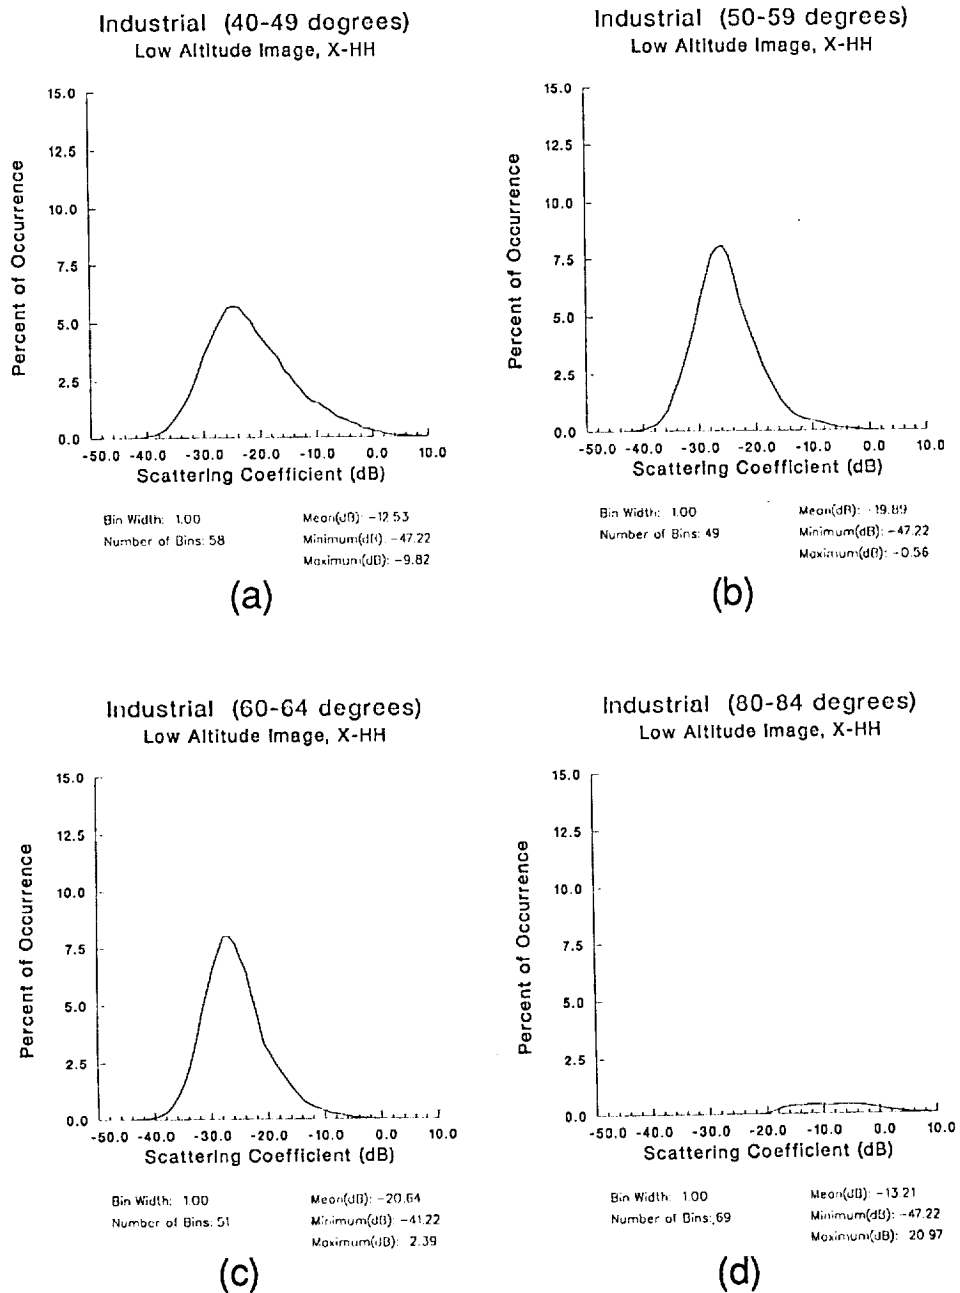 Industrial (40-49 degrees)
Low Altitude Image, X-HH
15.0
12.5
10.0
7.5
5.0
2.5
0.0
Percent of Occurrence
-50.0 -40.0 -30.0 -20.0 -10.0 0.0 10.0
Scattering Coefficient (dB)
Bin Width: 1.00
Number of Bins: 58
Mean(dB): -12.53
Minimum(dB): -47.22
Maximum(dB): -9.82
(a)
Industrial (50-59 degrees)
Low Altitude Image, X-HH
15.0
12.5
10.0
7.5
5.0
2.5
0.0
Percent of Occurrence
-50.0 -40.0 -30.0 -20.0 -10.0 0.0 10.0
Scattering Coefficient (dB)
Bin Width: 1.00
Number of Bins: 49
Mean(dB): -19.89
Minimum(dB): -47.22
Maximum(dB): -0.56
(b)
Industrial (60-64 degrees)
Low Altitude Image, X-HH
15.0
12.5
10.0
7.5
5.0
2.5
0.0
Percent of Occurrence
-50.0 -40.0 -30.0 -20.0 -10.0 0.0 10.0
Scattering Coefficient (dB)
Bin Width: 1.00
Number of Bins: 51
Mean(dB): -20.64
Minimum(dB): -41.22
Maximum(dB): 2.39
(c)
Industrial (80-84 degrees)
Low Altitude Image, X-HH
15.0
12.5
10.0
7.5
5.0
2.5
0.0
Percent of Occurrence
-50.0 -40.0 -30.0 -20.0 -10.0 0.0 10.0
Scattering Coefficient (dB)
Bin Width: 1.00
Number of Bins: 69
Mean(dB): -13.21
Minimum(dB): -47.22
Maximum(dB): 20.97
(d)